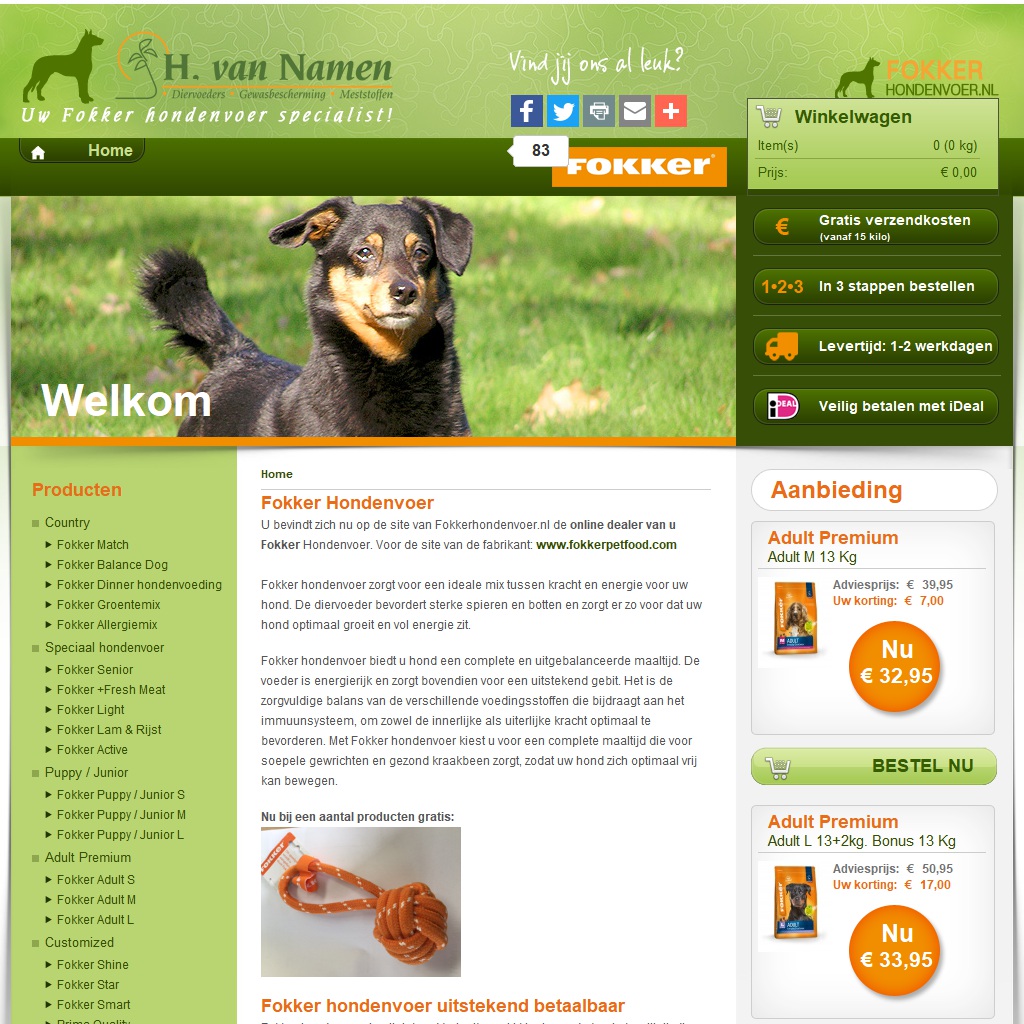 H. van Namen
Diervoeders Gewasbescherming Meststoffen
Uw Fokker hondenvoer specialist!
Vind jij ons al leuk?
FOKKER
HONDENVOER.NL
Home
83
FOKKER
Winkelwagen
Item(s) 0 (0 kg)
Prijs: € 0,00
Welkom
€ Gratis verzendkosten
(vanaf 15 kilo)
1•2•3 In 3 stappen bestellen
Levertijd: 1-2 werkdagen
iDEAL Veilig betalen met iDeal
Producten
Country
Fokker Match
Fokker Balance Dog
Fokker Dinner hondenvoeding
Fokker Groentemix
Fokker Allergiemix
Speciaal hondenvoer
Fokker Senior
Fokker +Fresh Meat
Fokker Light
Fokker Lam & Rijst
Fokker Active
Puppy / Junior
Fokker Puppy / Junior S
Fokker Puppy / Junior M
Fokker Puppy / Junior L
Adult Premium
Fokker Adult S
Fokker Adult M
Fokker Adult L
Customized
Fokker Shine
Fokker Star
Fokker Smart
Prime Quality
Home
Fokker Hondenvoer
U bevindt zich nu op de site van Fokkerhondenvoer.nl de online dealer van u
Fokker Hondenvoer. Voor de site van de fabrikant: www.fokkerpetfood.com
Fokker hondenvoer zorgt voor een ideale mix tussen kracht en energie voor uw
hond. De diervoeder bevordert sterke spieren en botten en zorgt er zo voor dat uw
hond optimaal groeit en vol energie zit.
Fokker hondenvoer biedt u hond een complete en uitgebalanceerde maaltijd. De
voeder is energierijk en zorgt bovendien voor een uitstekend gebit. Het is de
zorgvuldige balans van de verschillende voedingsstoffen die bijdraagt aan het
immuunsysteem, om zowel de innerlijke als uiterlijke kracht optimaal te
bevorderen. Met Fokker hondenvoer kiest u voor een complete maaltijd die voor
soepele gewrichten en gezond kraakbeen zorgt, zodat uw hond zich optimaal vrij
kan bewegen.
Nu bij een aantal producten gratis:
FOKKER
Fokker hondenvoer uitstekend betaalbaar
Aanbieding
Adult Premium
Adult M 13 Kg
Adviesprijs: € 39,95
Uw korting: € 7,00
Nu
€ 32,95
BESTEL NU
Adult Premium
Adult L 13+2kg. Bonus 13 Kg
Adviesprijs: € 50,95
Uw korting: € 17,00
Nu
€ 33,95